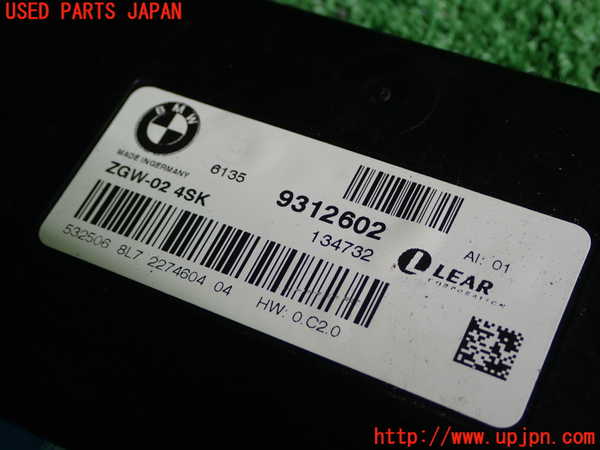 USED PARTS JAPAN
BMW
MADE IN GERMANY
6135
9312602
ZGW-02 4SK
134732
AI: 01
LEAR
CORPORATION
532506 8L7 2274604 04
HW: 0.C2.0
http://www.upjpn.com/